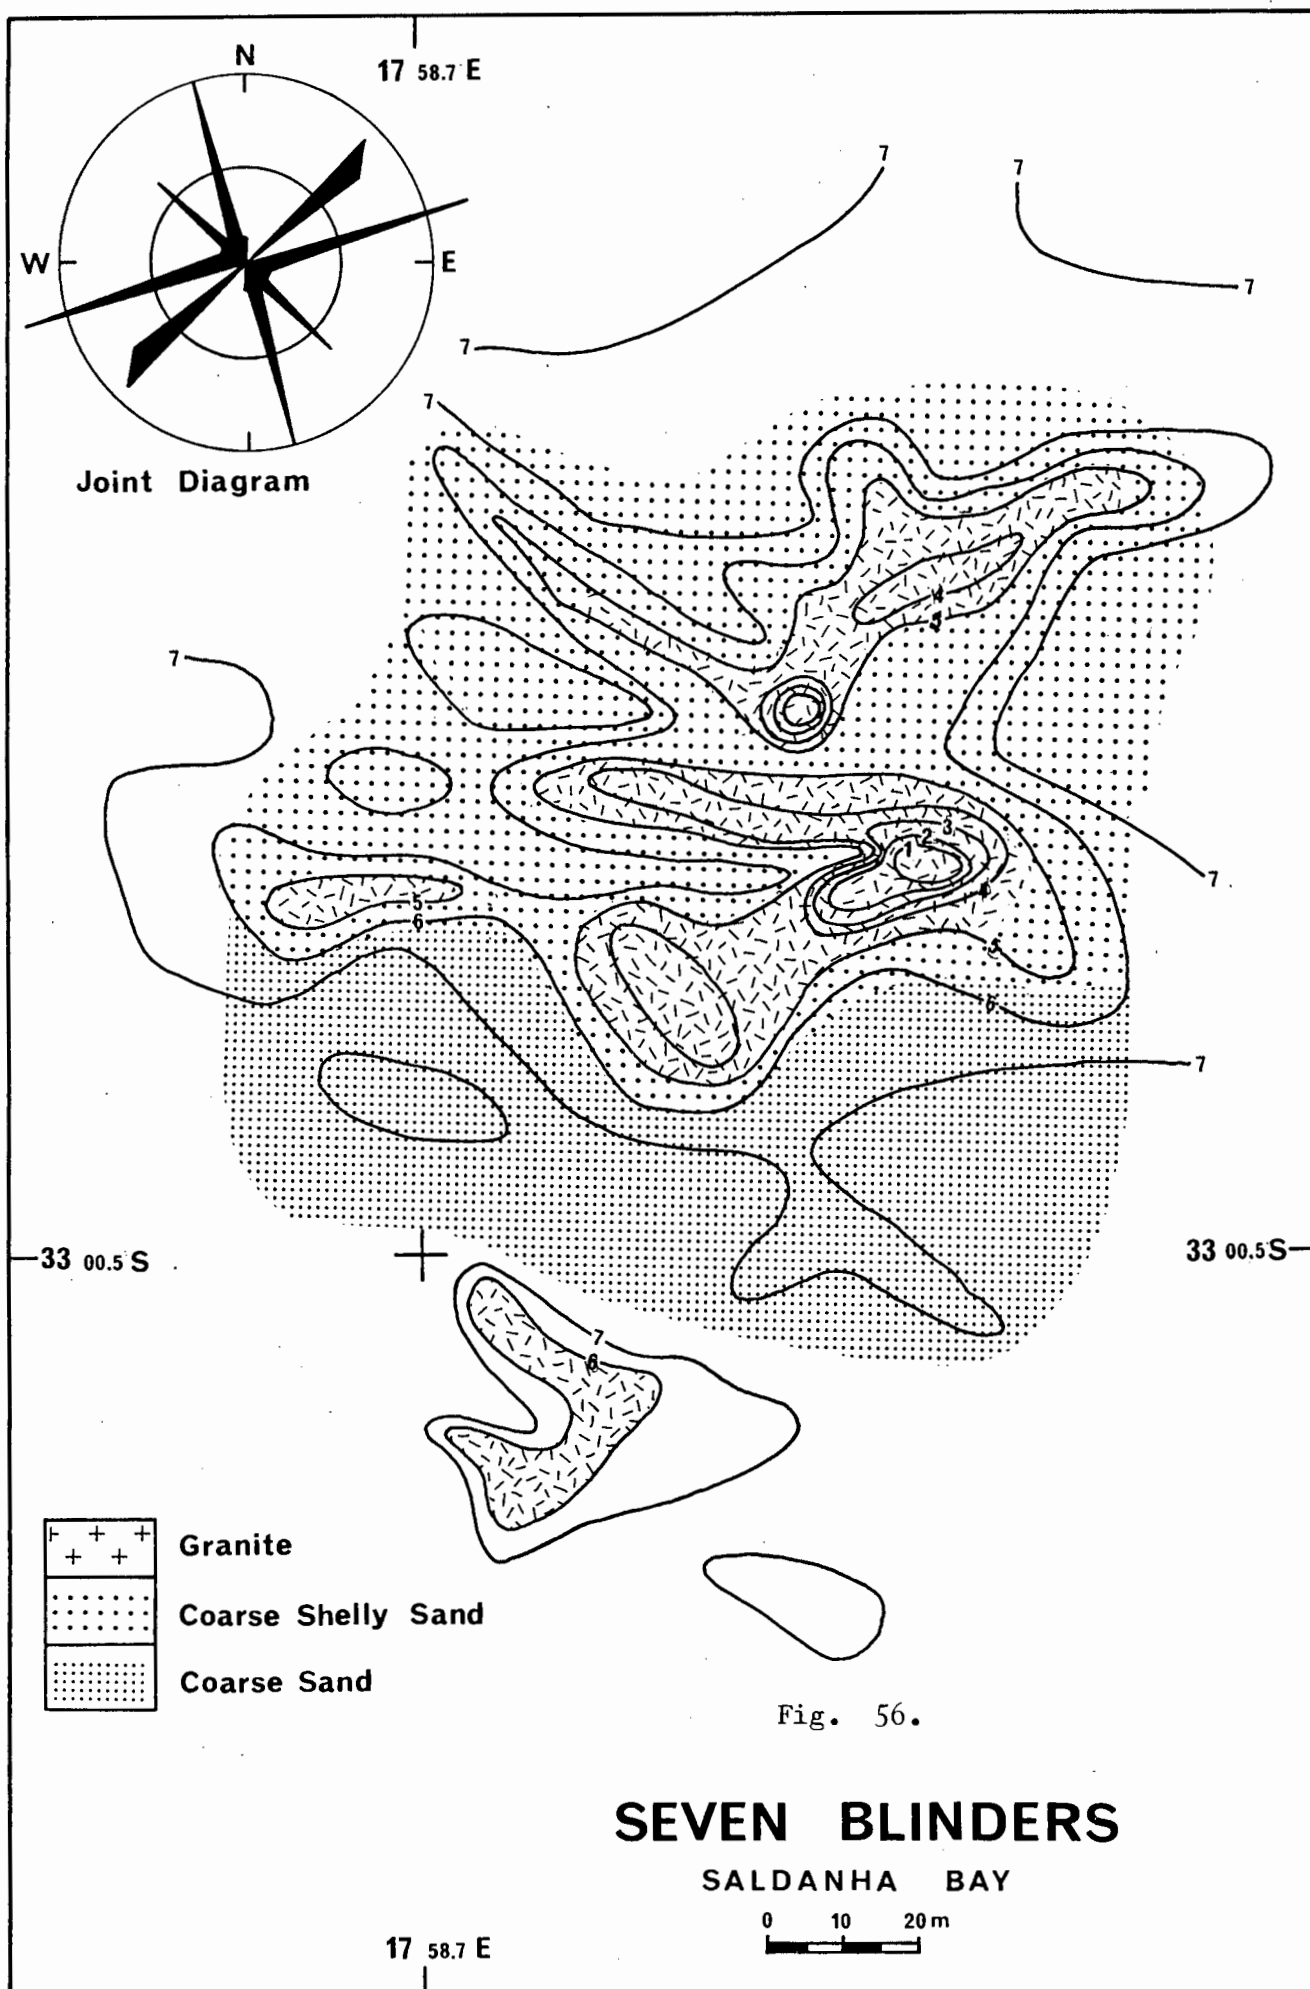 17 58.7' E
N
W
E
Joint Diagram
7
7
7
7
7
7
4
5
3
2
1
4
5
6
5
6
7
7
33 00.5' S
33 00.5' S
7
6
Granite
Coarse Shelly Sand
Coarse Sand
Fig. 56.
SEVEN BLINDERS
SALDANHA BAY
0 10 20 m
17 58.7 E